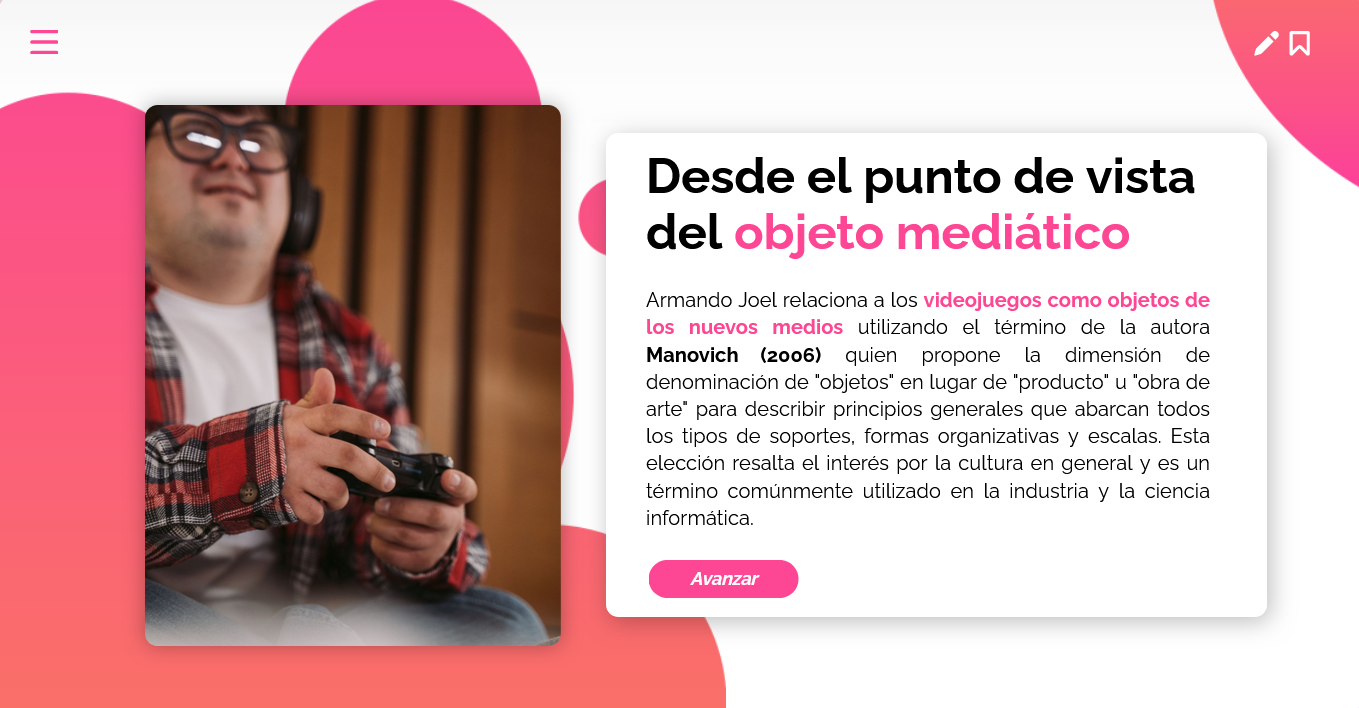 Desde el punto de vista
del objeto mediático
Armando Joel relaciona a los videojuegos como objetos de
los nuevos medios utilizando el término de la autora
Manovich (2006) quien propone la dimensión de
denominación de "objetos" en lugar de "producto" u "obra de
arte" para describir principios generales que abarcan todos
los tipos de soportes, formas organizativas y escalas. Esta
elección resalta el interés por la cultura en general y es un
término comúnmente utilizado en la industria y la ciencia
informática.
Avanzar